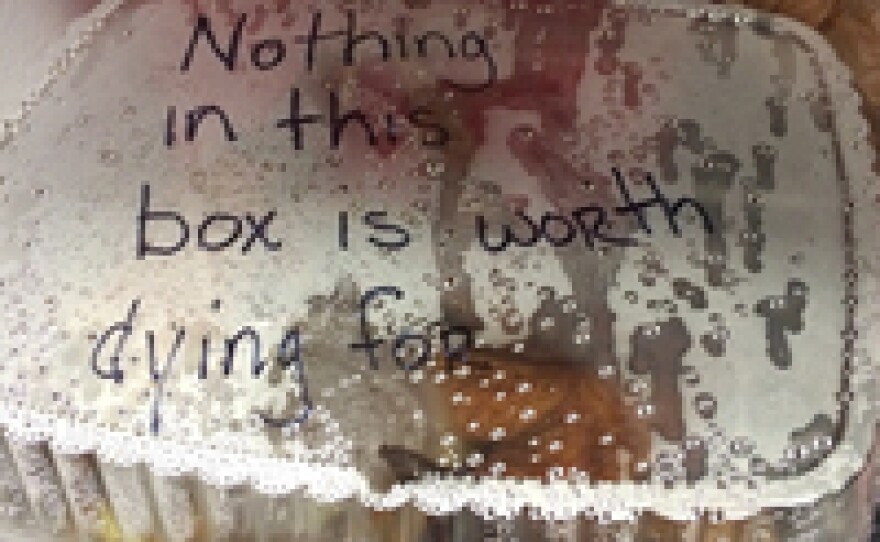 Nothing
in this
box is worth
dying for